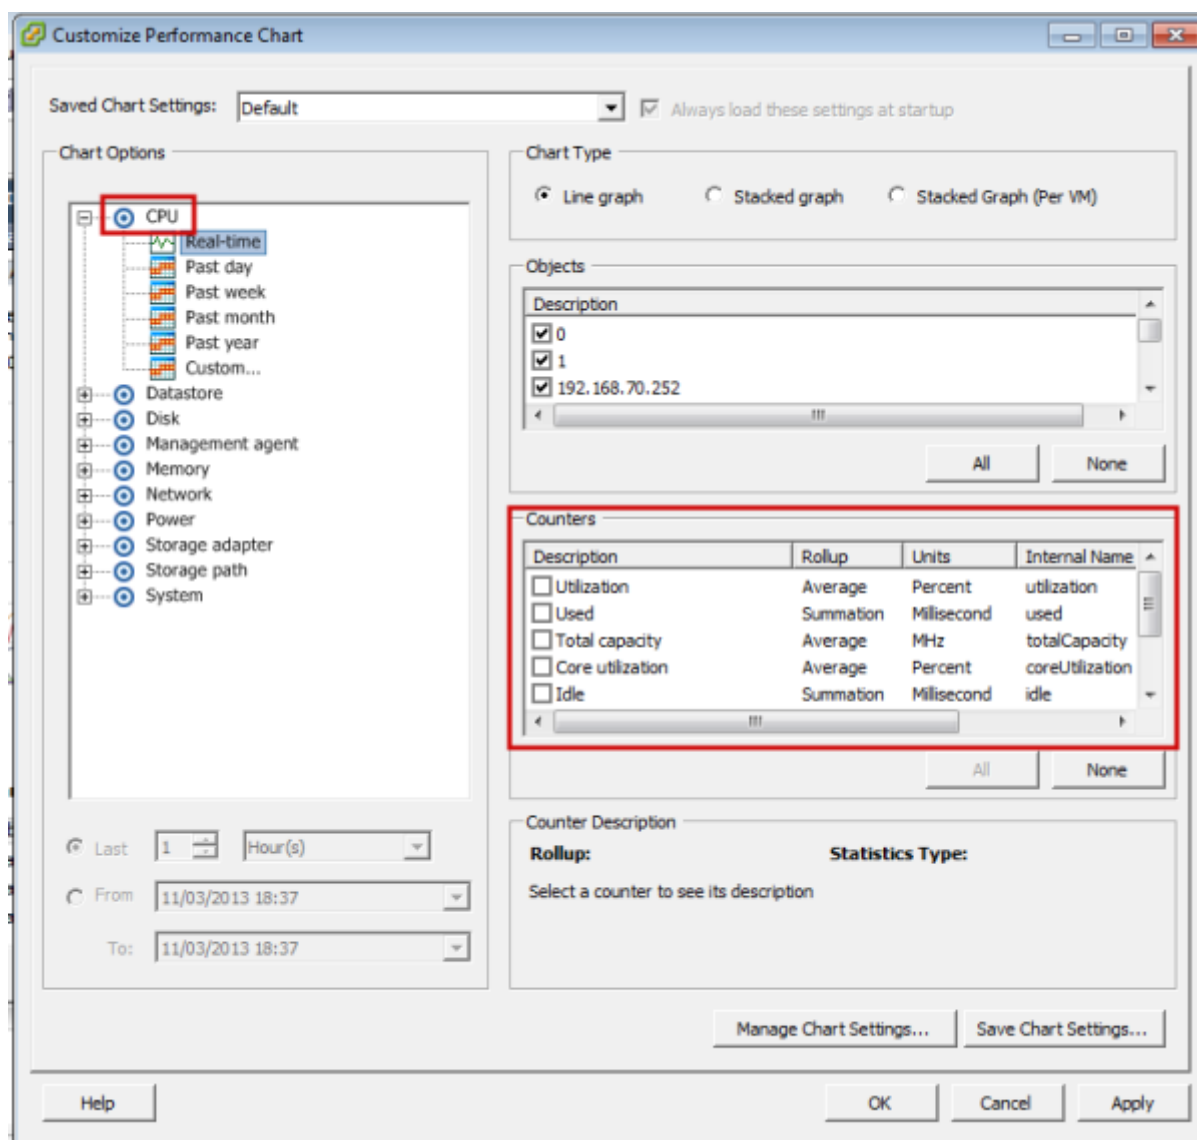 Customize Performance Chart
Saved Chart Settings: Default Always load these settings at startup
Chart Options
CPU
Real-time
Past day
Past week
Past month
Past year
Custom...
Datastore
Disk
Management agent
Memory
Network
Power
Storage adapter
Storage path
System
Last 1 Hour(s)
From 11/03/2013 18:37
To: 11/03/2013 18:37
Chart Type
Line graph Stacked graph Stacked Graph (Per VM)
Objects
Description
0
1
192.168.70.252
All None
Counters
Description Rollup Units Internal Name
Utilization Average Percent utilization
Used Summation Millisecond used
Total capacity Average MHz totalCapacity
Core utilization Average Percent coreUtilization
Idle Summation Millisecond idle
All None
Counter Description
Rollup: Statistics Type:
Select a counter to see its description
Manage Chart Settings... Save Chart Settings...
Help OK Cancel Apply